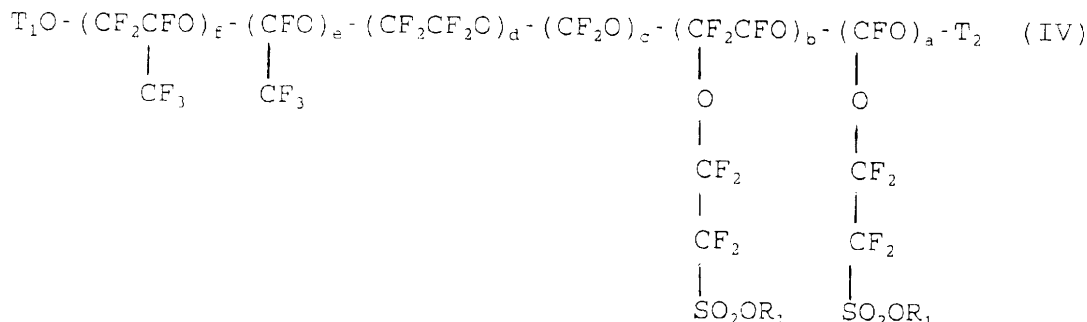 T₁O-(CF₂CFO)f-(CFO)e-(CF₂CF₂O)d-(CF₂O)c-(CF₂CFO)b-(CFO)a-T₂ (IV)
CF₃ CF₃ O O
CF₂ CF₂
CF₂ CF₂
SO₂OR₁ SO₂OR₁